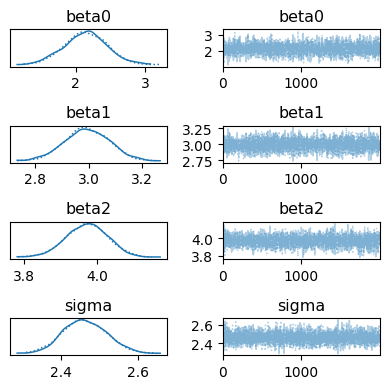 beta0 beta0
3
2
2 3 0 1000
beta1 beta1
3.25
3.00
2.75
2.8 3.0 3.2 0 1000
beta2 beta2
4.0
3.8
3.8 4.0 0 1000
sigma sigma
2.6
2.4
2.4 2.6 0 1000